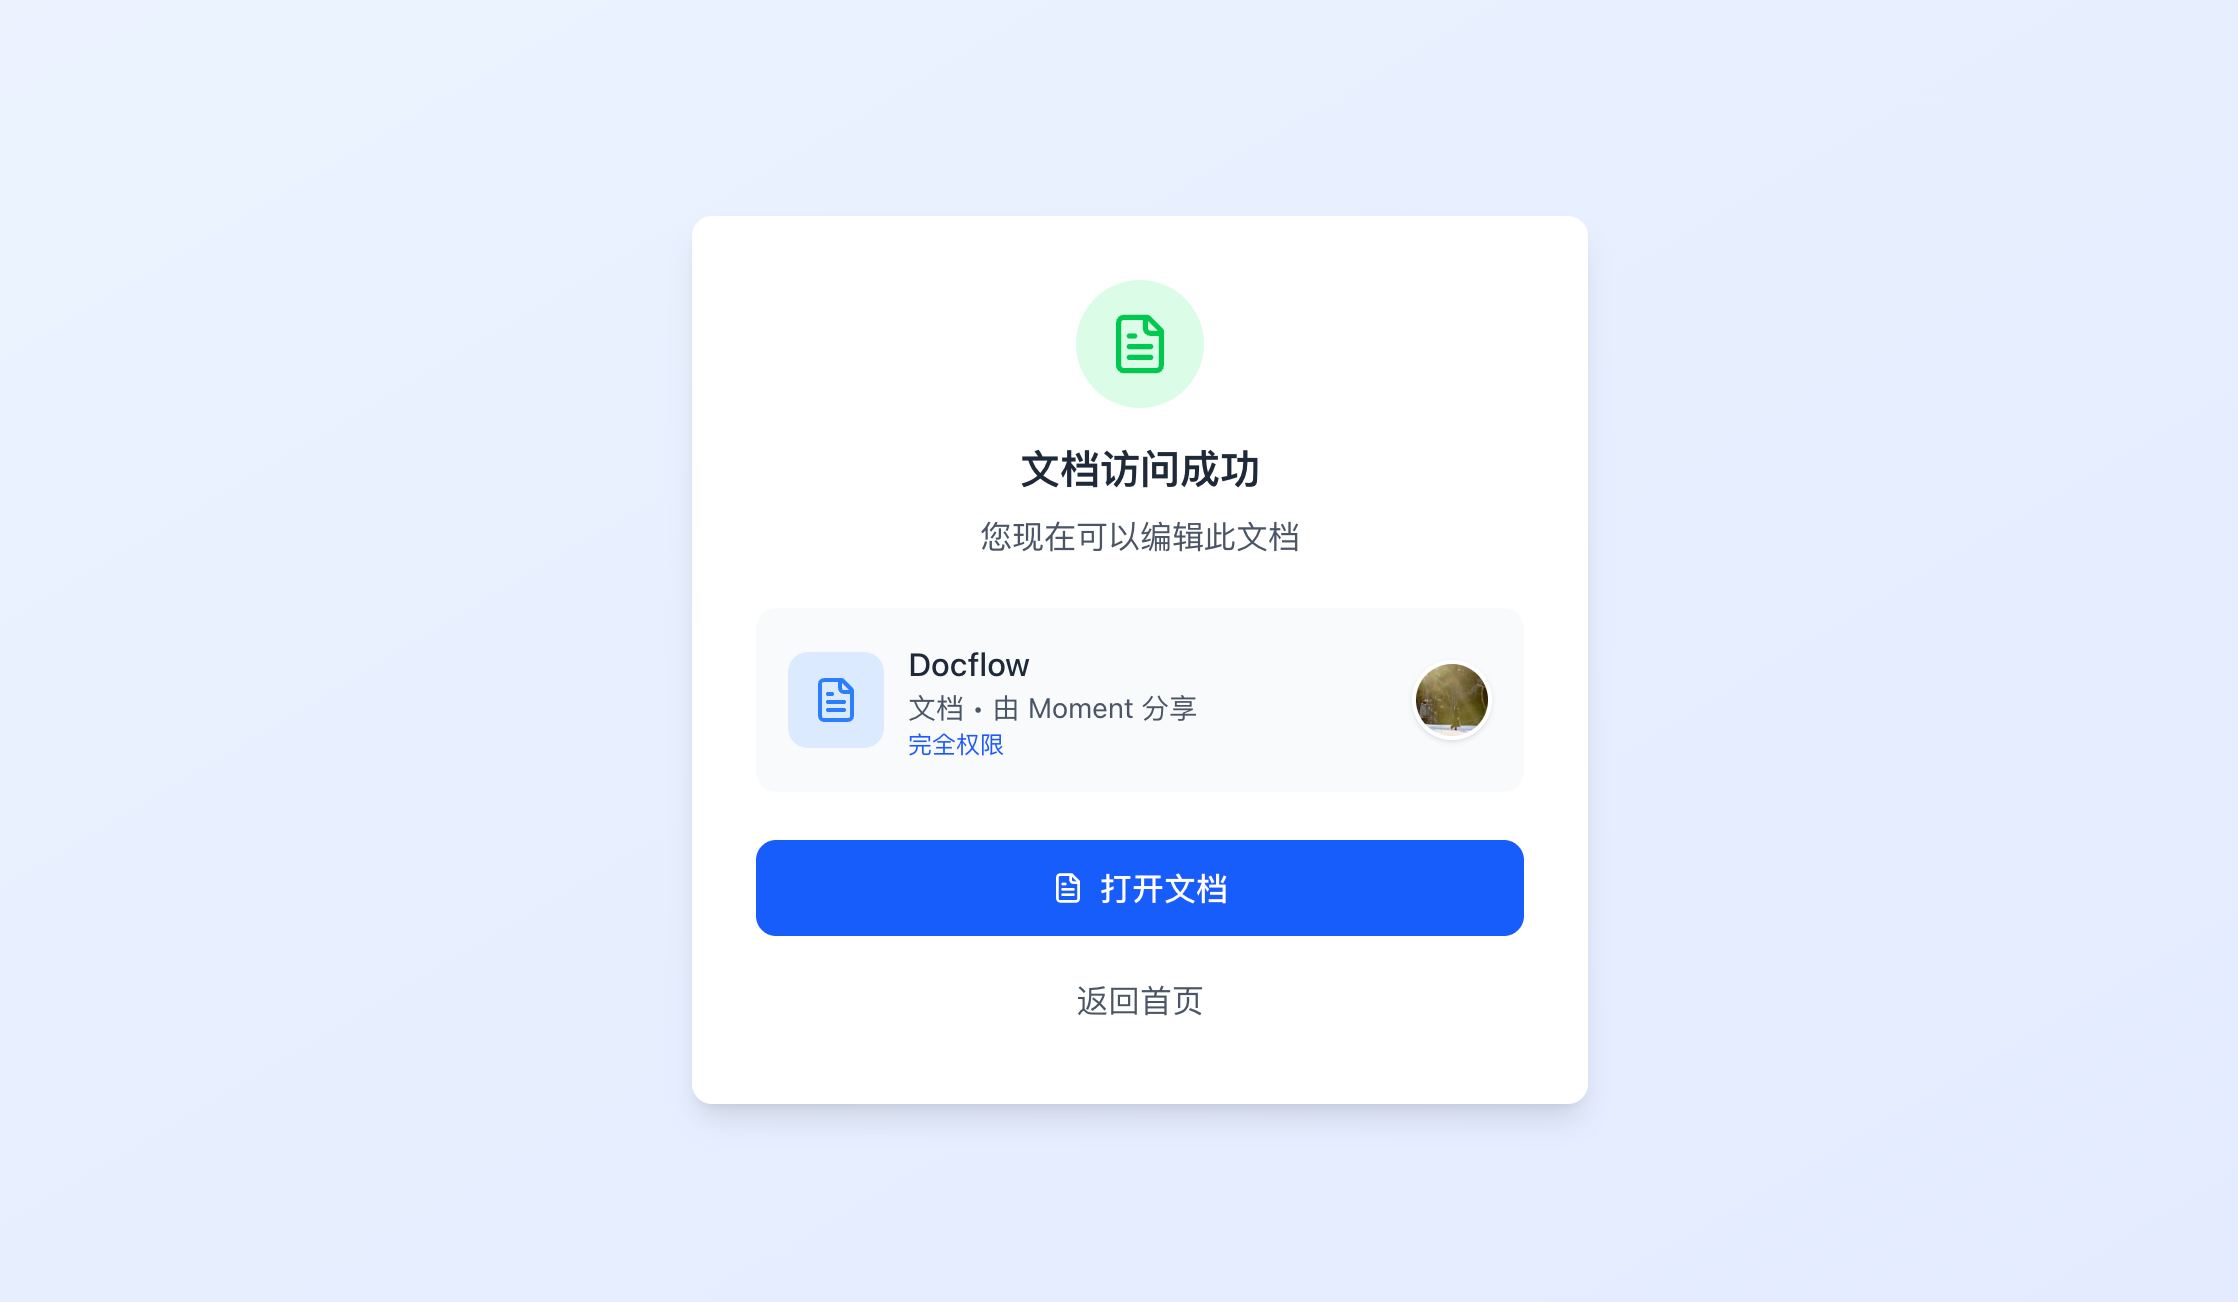 文档访问成功
您现在可以编辑此文档
Docflow
文档 • 由 Moment 分享
完全权限
打开文档
返回首页